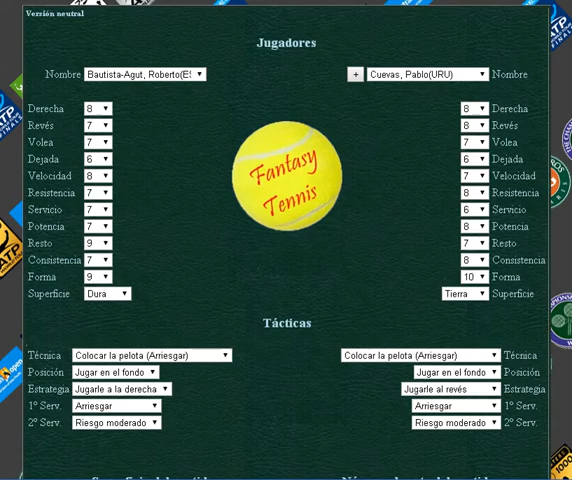 Versión neutral
Jugadores
Nombre Bautista-Agut, Roberto(ES + Cuevas, Pablo(URU) Nombre
Derecha 8 8 Derecha
Revés 7 8 Revés
Volea 7 7 Volea
Dejada 6 6 Dejada
Velocidad 8 7 Velocidad
Resistencia 7 8 Resistencia
Servicio 7 6 Servicio
Potencia 7 8 Potencia
Resto 9 7 Resto
Consistencia 7 8 Consistencia
Forma 9 10 Forma
Superficie Dura Tierra Superficie
Fantasy
Tennis
Tácticas
Técnica Colocar la pelota (Arriesgar) Colocar la pelota (Arriesgar) Técnica
Posición Jugar en el fondo Jugar en el fondo Posición
Estrategia Jugarle a la derecha Jugarle al revés Estrategia
1º Serv. Arriesgar Arriesgar 1º Serv.
2º Serv. Riesgo moderado Riesgo moderado 2º Serv.
ATP
FINALS
ATP
1000